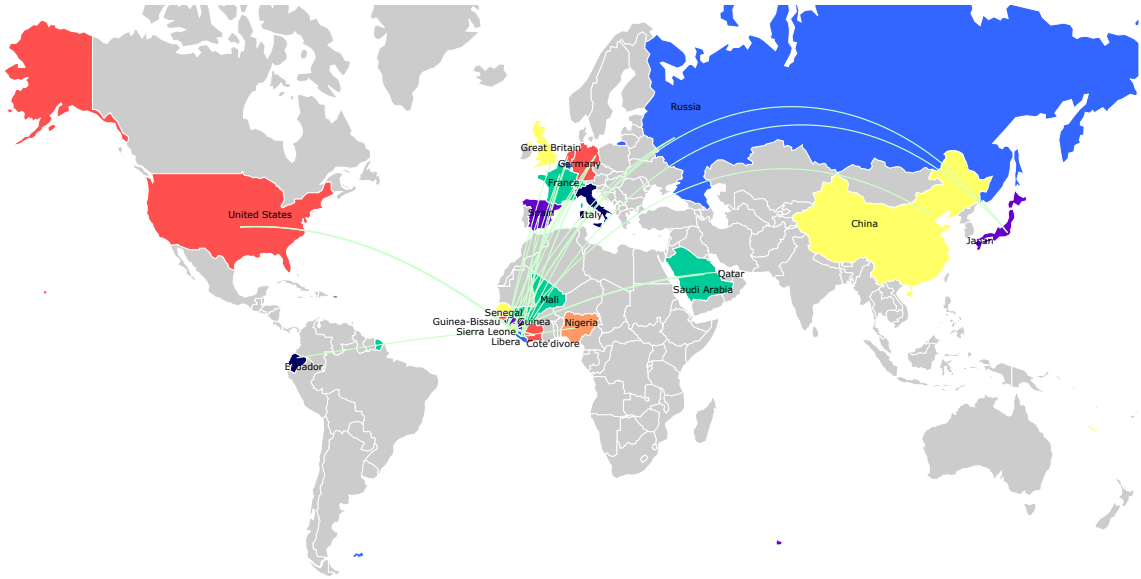 Russia
Great Britain
Germany
France
Spain
Italy
United States
China
Japan
Qatar
Saudi Arabia
Mali
Senegal
Guinea-Bissau
Guinea
Nigeria
Sierra Leone
Libera
Cote'divore
Ecuador